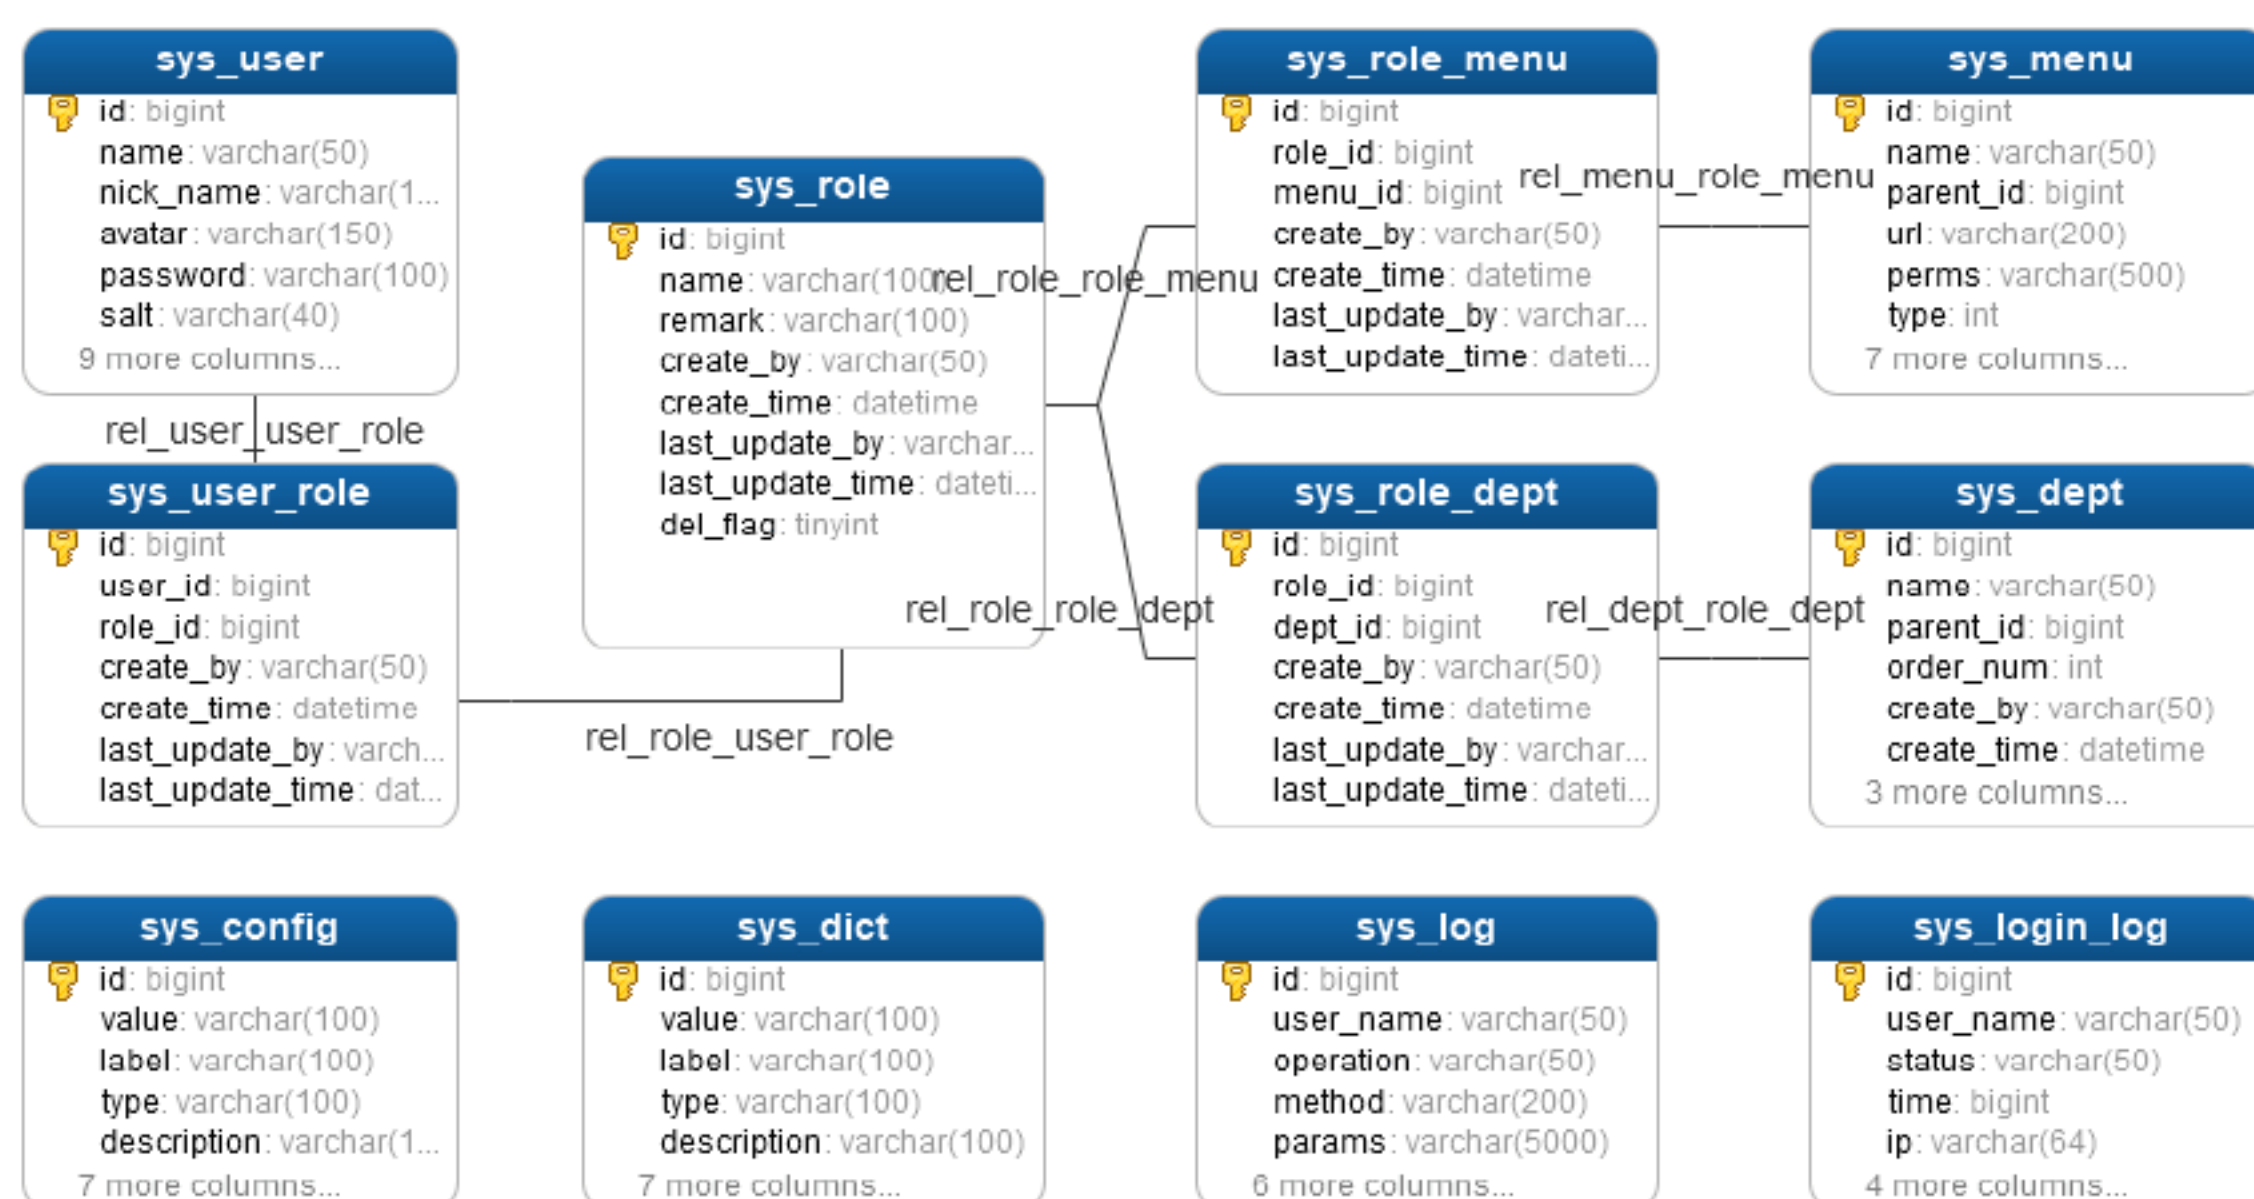 sys_user
id: bigint
name: varchar(50)
nick_name: varchar(1...
avatar: varchar(150)
password: varchar(100)
salt: varchar(40)
9 more columns...
rel_user_user_role
sys_user_role
id: bigint
user_id: bigint
role_id: bigint
create_by: varchar(50)
create_time: datetime
last_update_by: varch...
last_update_time: dat...
sys_role
id: bigint
name: varchar(100)
remark: varchar(100)
create_by: varchar(50)
create_time: datetime
last_update_by: varchar...
last_update_time: dateti...
del_flag: tinyint
rel_role_role_menu
rel_role_role_dept
rel_role_user_role
sys_role_menu
id: bigint
role_id: bigint
menu_id: bigint
create_by: varchar(50)
create_time: datetime
last_update_by: varchar...
last_update_time: dateti...
rel_menu_role_menu
sys_menu
id: bigint
name: varchar(50)
parent_id: bigint
url: varchar(200)
perms: varchar(500)
type: int
7 more columns...
sys_role_dept
id: bigint
role_id: bigint
dept_id: bigint
create_by: varchar(50)
create_time: datetime
last_update_by: varchar...
last_update_time: dateti...
rel_dept_role_dept
sys_dept
id: bigint
name: varchar(50)
parent_id: bigint
order_num: int
create_by: varchar(50)
create_time: datetime
3 more columns...
sys_config
id: bigint
value: varchar(100)
label: varchar(100)
type: varchar(100)
description: varchar(1...
7 more columns...
sys_dict
id: bigint
value: varchar(100)
label: varchar(100)
type: varchar(100)
description: varchar(100)
7 more columns...
sys_log
id: bigint
user_name: varchar(50)
operation: varchar(50)
method: varchar(200)
params: varchar(5000)
6 more columns...
sys_login_log
id: bigint
user_name: varchar(50)
status: varchar(50)
time: bigint
ip: varchar(64)
4 more columns...